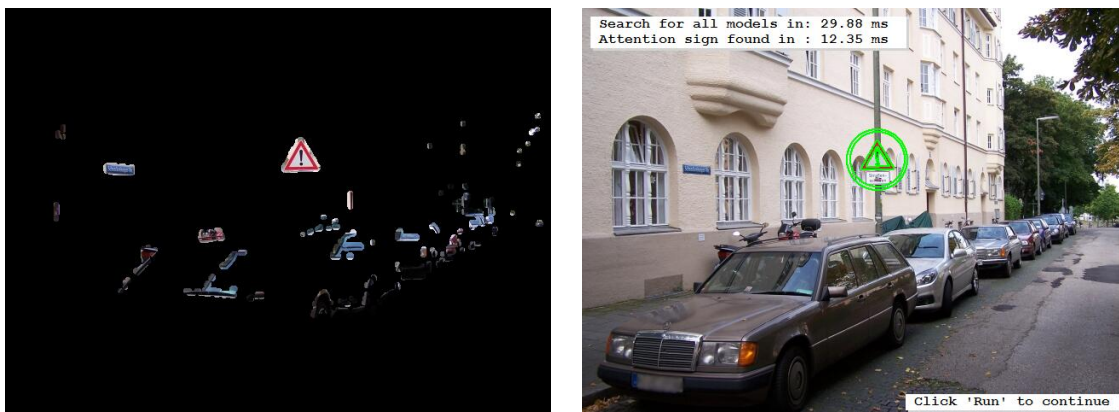 Search for all models in: 29.88 ms
Attention sign found in : 12.35 ms
!
!
Click 'Run' to continue